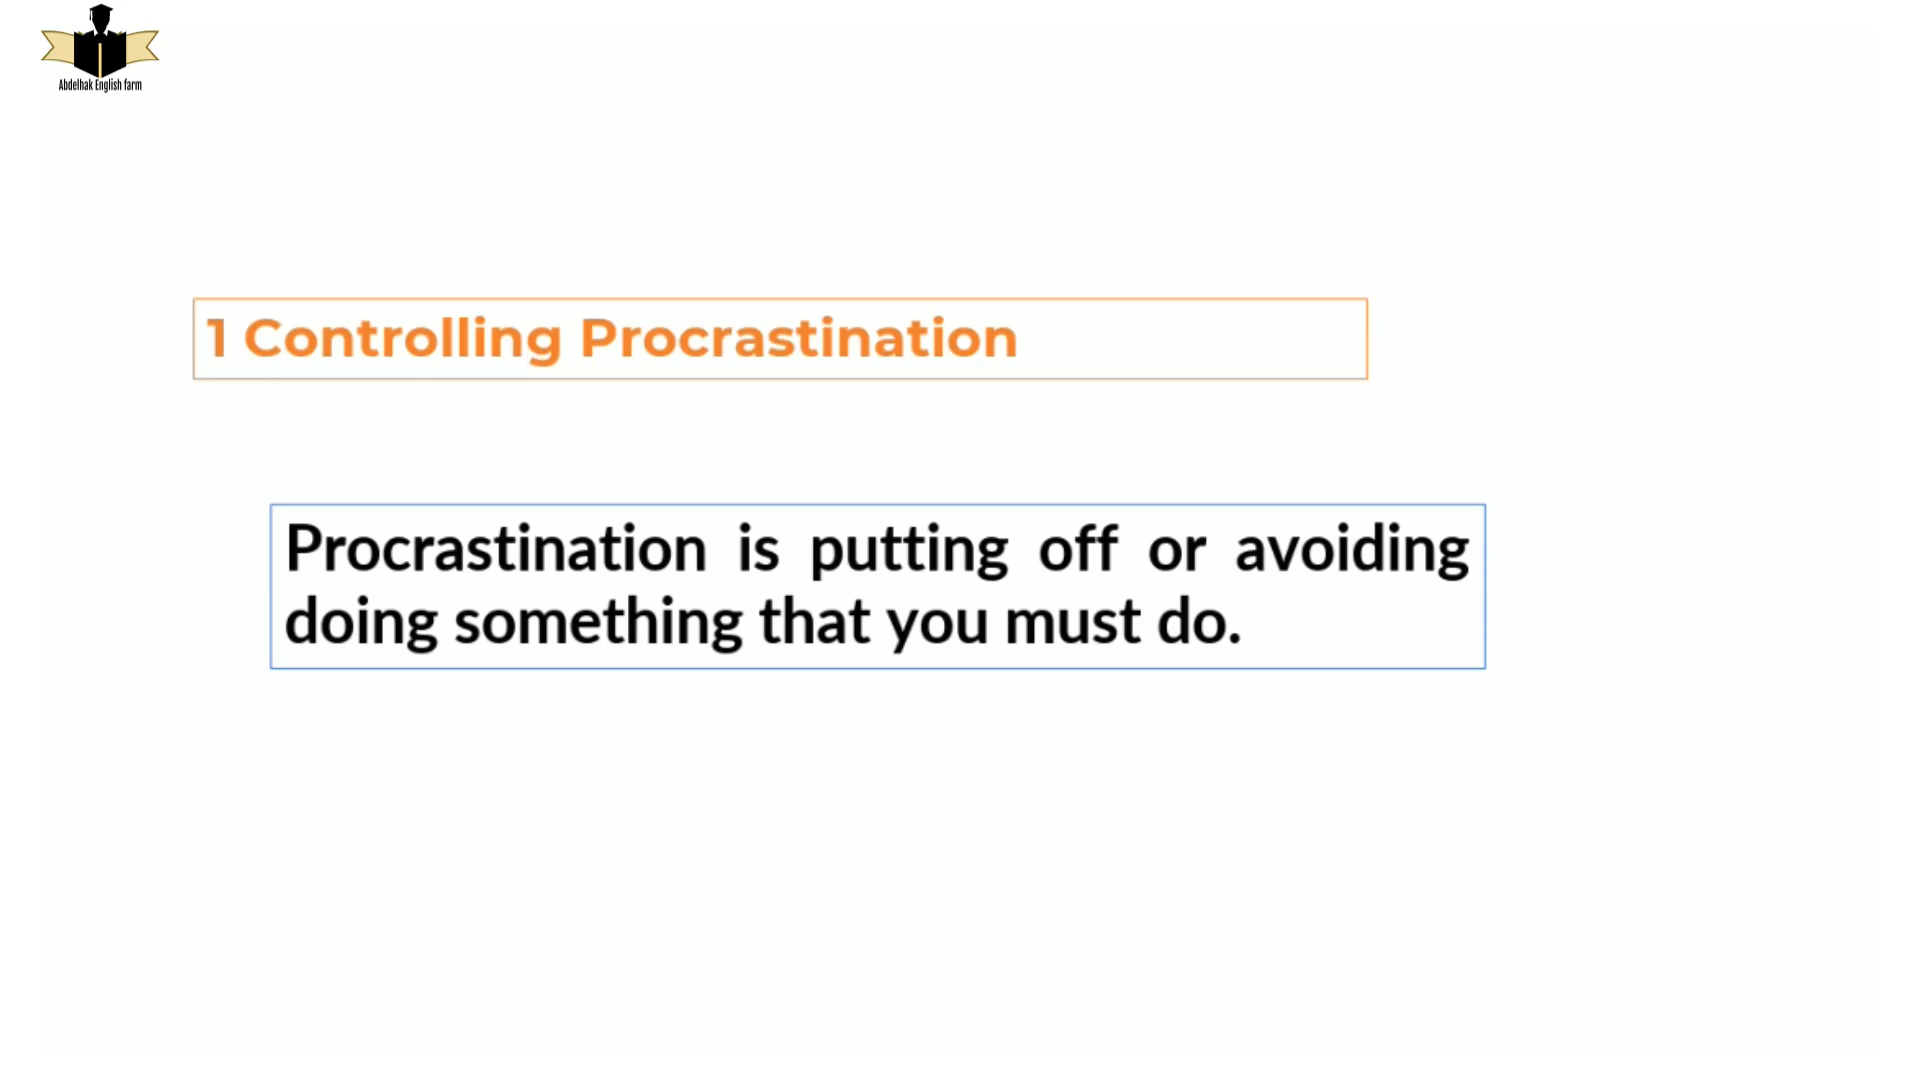 Abdelhak English farm
1 Controlling Procrastination
Procrastination is putting off or avoiding
doing something that you must do.